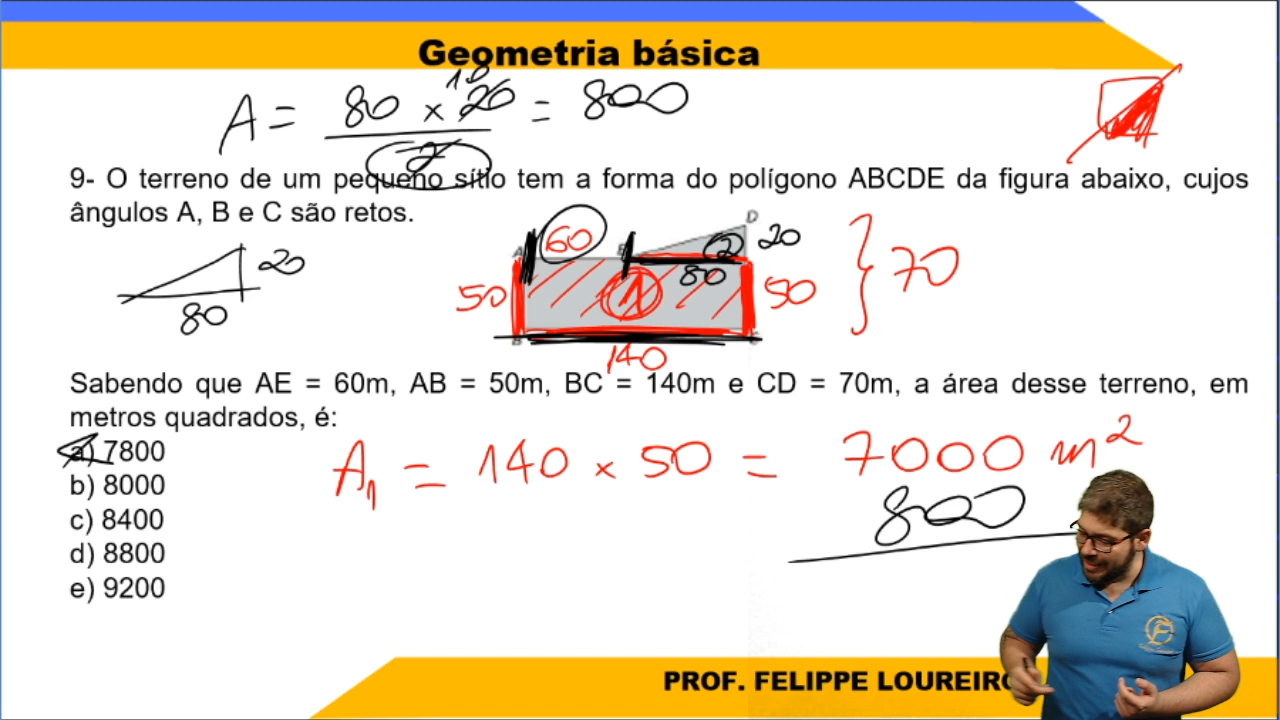 Geometria básica
A = 80 x 20 10 = 800
2
9- O terreno de um pequeno sítio tem a forma do polígono ABCDE da figura abaixo, cujos
ângulos A, B e C são retos.
20
80
A 60 E D 20
2
80
50 1 50 } 70
B C
140
Sabendo que AE = 60m, AB = 50m, BC = 140m e CD = 70m, a área desse terreno, em
metros quadrados, é:
a) 7800
b) 8000
c) 8400
d) 8800
e) 9200
A1 = 140 x 50 = 7000 m²
800
PROF. FELIPPE LOUREIRO